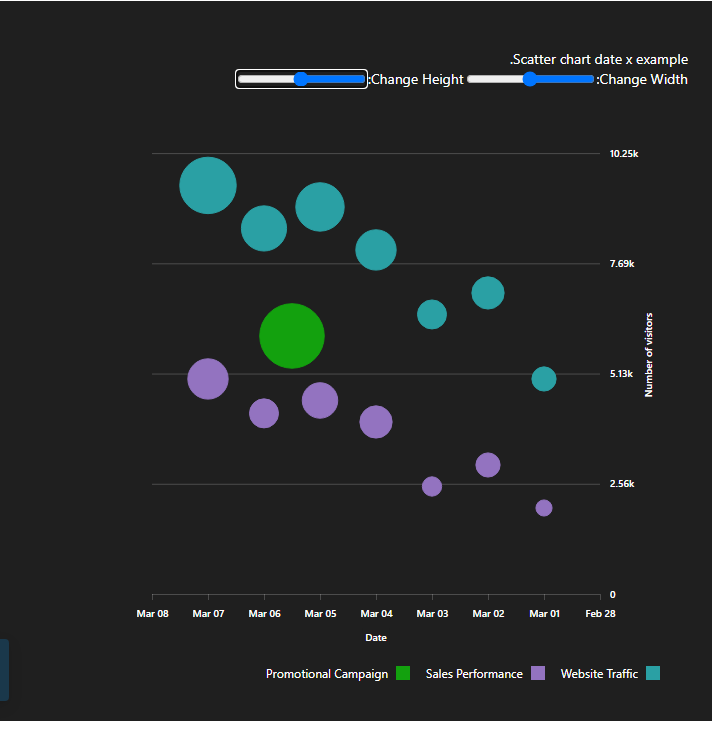 .Scatter chart date x example
:Change Height :Change Width
10.25k
7.69k
5.13k
2.56k
0
Number of visitors
Mar 08 Mar 07 Mar 06 Mar 05 Mar 04 Mar 03 Mar 02 Mar 01 Feb 28
Date
Promotional Campaign Sales Performance Website Traffic